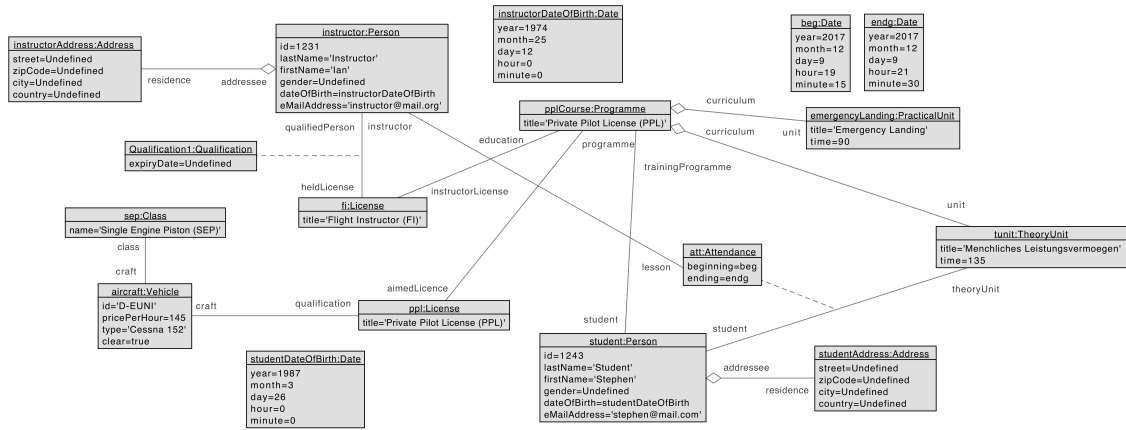 instructorDateOfBirth:Date
year=1974
month=25
day=12
hour=0
minute=0
beg:Date
year=2017
month=12
day=9
hour=19
minute=15
endg:Date
year=2017
month=12
day=9
hour=21
minute=30
instructor:Person
id=1231
lastName='Instructor'
firstName='Ian'
gender=Undefined
dateOfBirth=instructorDateOfBirth
eMailAddress='instructor@mail.org'
instructorAddress:Address
street=Undefined
zipCode=Undefined
city=Undefined
country=Undefined
residence
addressee
pplCourse:Programme
title='Private Pilot License (PPL)'
curriculum
unit
emergencyLanding:PracticalUnit
title='Emergency Landing'
time=90
curriculum
unit
qualifiedPerson
instructor
education
programme
trainingProgramme
Qualification1:Qualification
expiryDate=Undefined
heldLicense
instructorLicense
fi:License
title='Flight Instructor (FI)'
sep:Class
name='Single Engine Piston (SEP)'
class
craft
tunit:TheoryUnit
title='Menchliches Leistungsvermoegen'
time=135
theoryUnit
att:Attendance
beginning=beg
ending=endg
lesson
aircraft:Vehicle
id='D-EUNI'
pricePerHour=145
type='Cessna 152'
clear=true
craft
qualification
aimedLicence
ppl:License
title='Private Pilot License (PPL)'
student
student
student:Person
id=1243
lastName='Student'
firstName='Stephen'
gender=Undefined
dateOfBirth=studentDateOfBirth
eMailAddress='stephen@mail.com'
addressee
residence
studentAddress:Address
street=Undefined
zipCode=Undefined
city=Undefined
country=Undefined
studentDateOfBirth:Date
year=1987
month=3
day=26
hour=0
minute=0